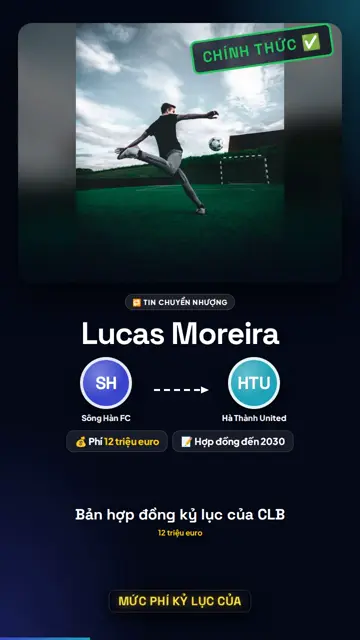 CHÍNH THỨC ✅
🔁 TIN CHUYỂN NHƯỢNG
Lucas Moreira
SH
HTU
Sông Hàn FC
Hà Thành United
💰 Phí 12 triệu euro
📝 Hợp đồng đến 2030
Bản hợp đồng kỷ lục của CLB
12 triệu euro
MỨC PHÍ KỶ LỤC CỦA